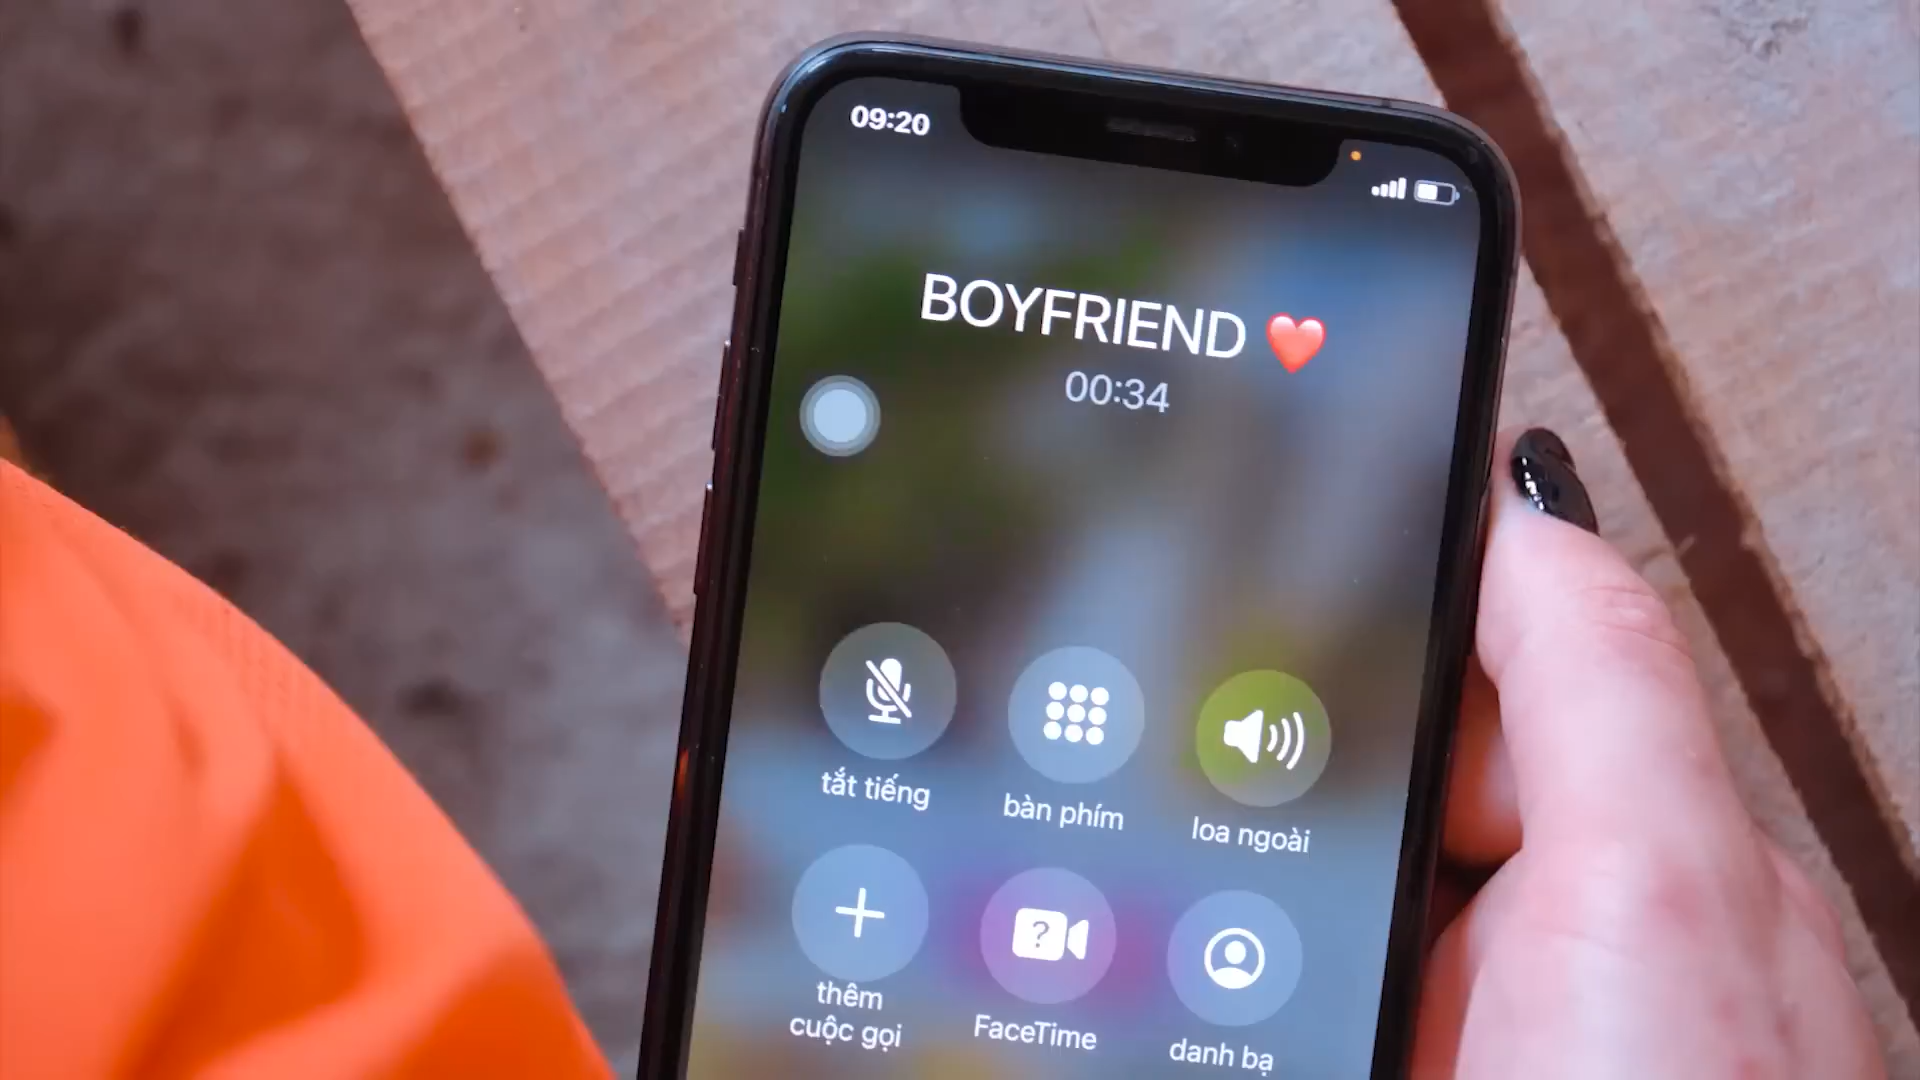 09:20
BOYFRIEND ❤️
00:34
tắt tiếng
bàn phím
loa ngoài
thêm
cuộc gọi
?
FaceTime
danh bạ